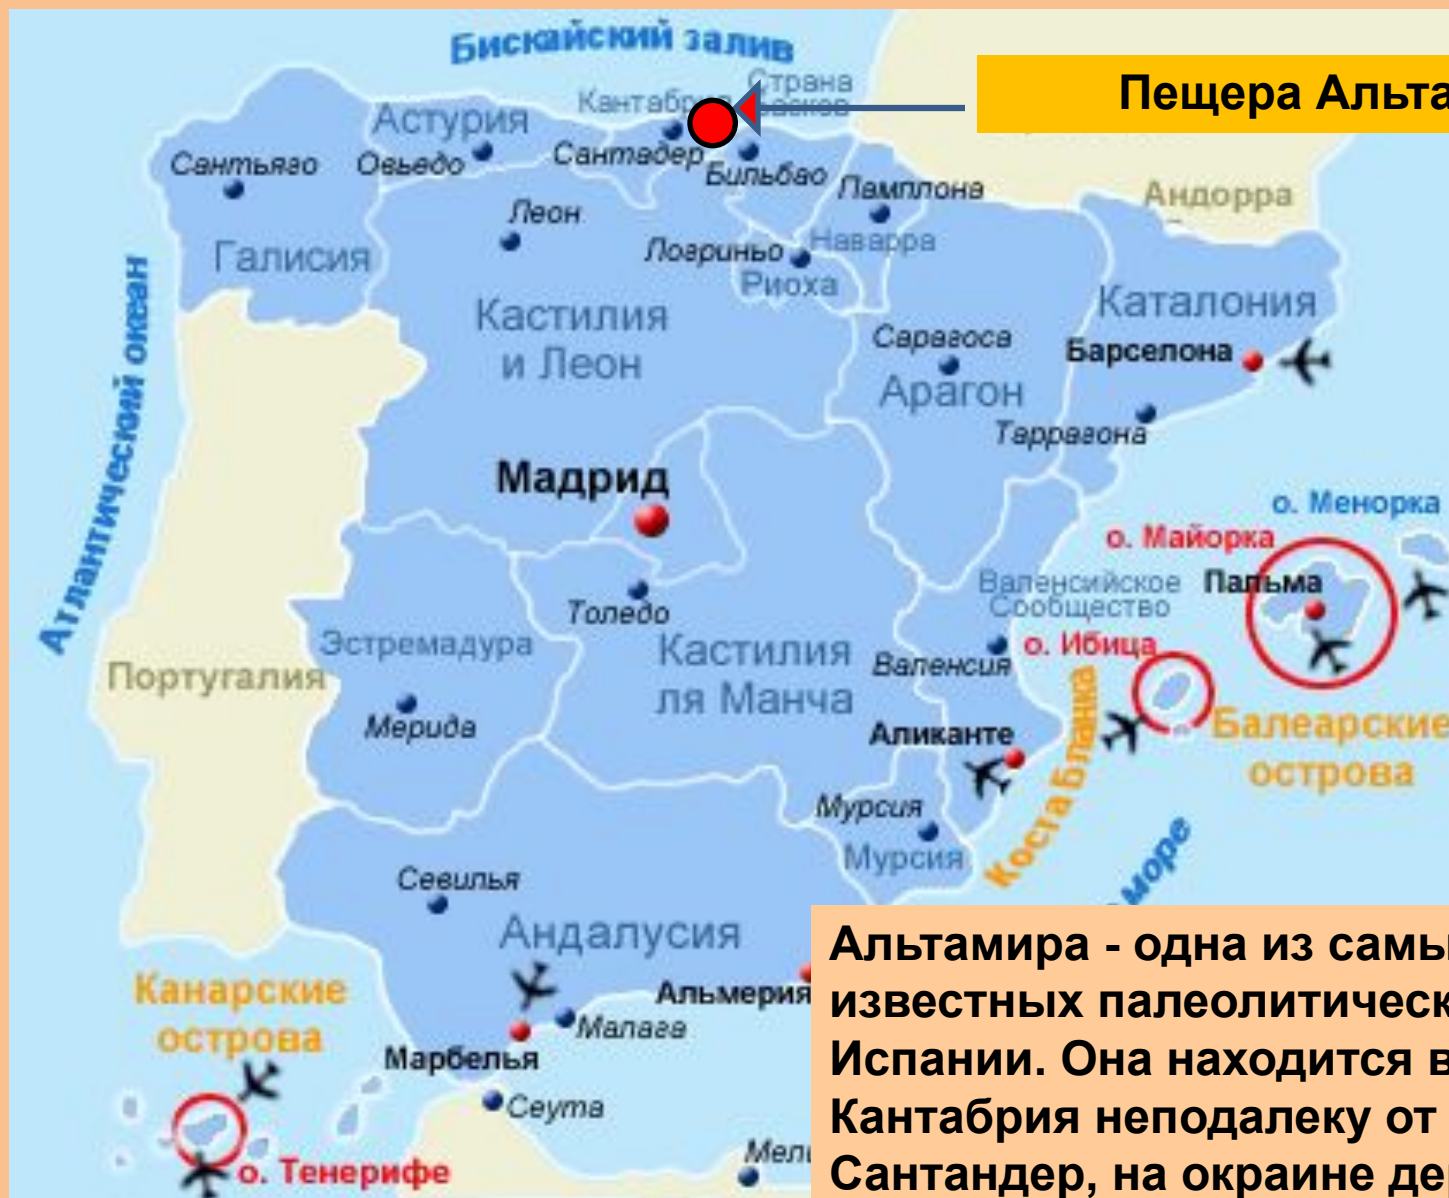 Бискайский залив
Пещера Альта
Страна
басков
Кантабрия
Астурия
Сантьяго
Овьедо
Сантадер
Бильбао
Памплона
Андорра
Леон
Логриньо
Наварра
Галисия
Риоха
Кастилия
и Леон
Каталония
Сарагоса
Барселона
Арагон
Таррагона
Атлантический океан
Мадрид
о. Менорка
о. Майорка
Валенсийское
Сообщество
Пальма
Толедо
Эстремадура
Кастилия
ля Манча
о. Ибица
Валенсия
Португалия
Мерида
Аликанте
Коста Бланка
Балеарские
острова
Мурсия
Мурсия
море
Севилья
Андалусия
Канарские
острова
Альмерия
Малага
Марбелья
Сеута
о. Тенерифе
Альтамира - одна из самы
известных палеолитическ
Испании. Она находится в
Кантабрия неподалеку от
Сантандер, на окраине де